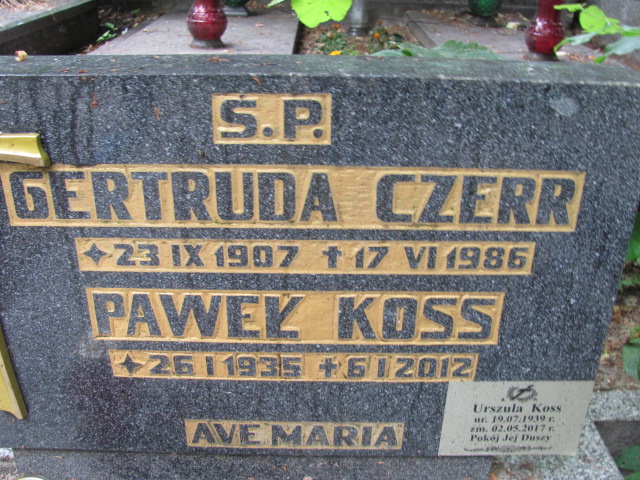 S.P.
GERTRUDA CZERR
23 IX 1907 † 17 VI 1986
PAWEŁ KOSS
26 I 1935 † 6 I 2012
AVE MARIA
Urszula Koss
ur. 19.07.1939 r.
zm. 02.05.2017 r.
Pokój Jej Duszy